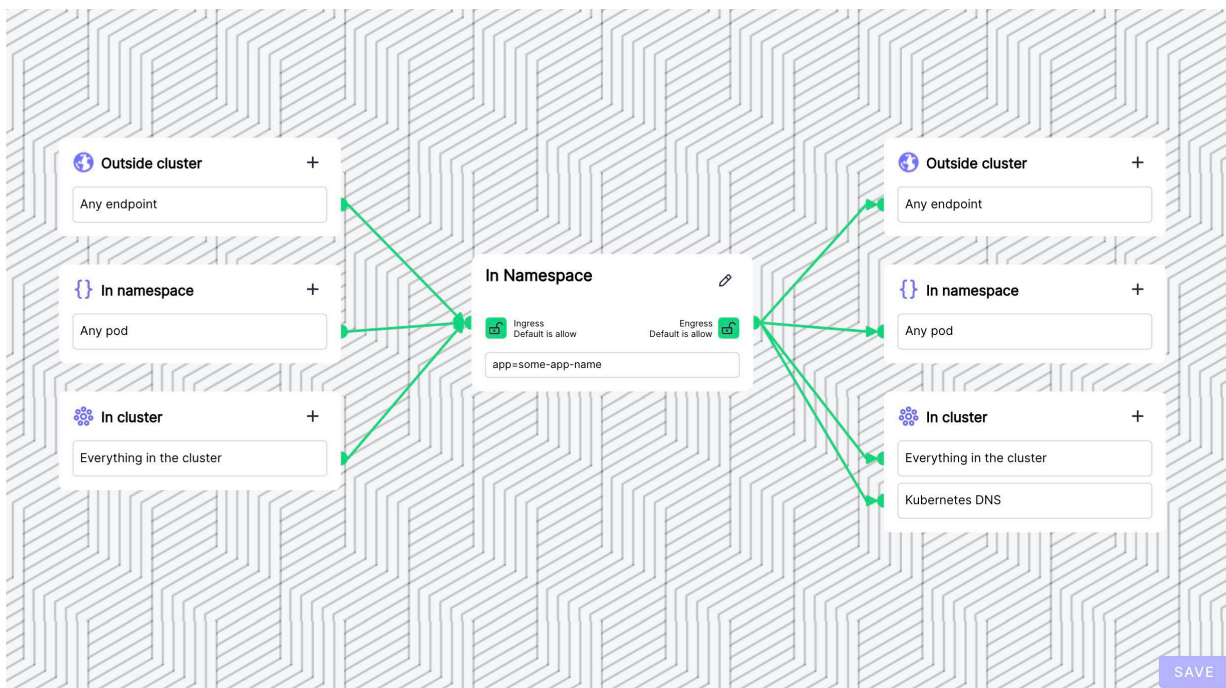 Outside cluster
Any endpoint
In namespace
Any pod
In cluster
Everything in the cluster
In Namespace
Ingress
Default is allow
Engress
Default is allow
app=some-app-name
Outside cluster
Any endpoint
In namespace
Any pod
In cluster
Everything in the cluster
Kubernetes DNS
SAVE